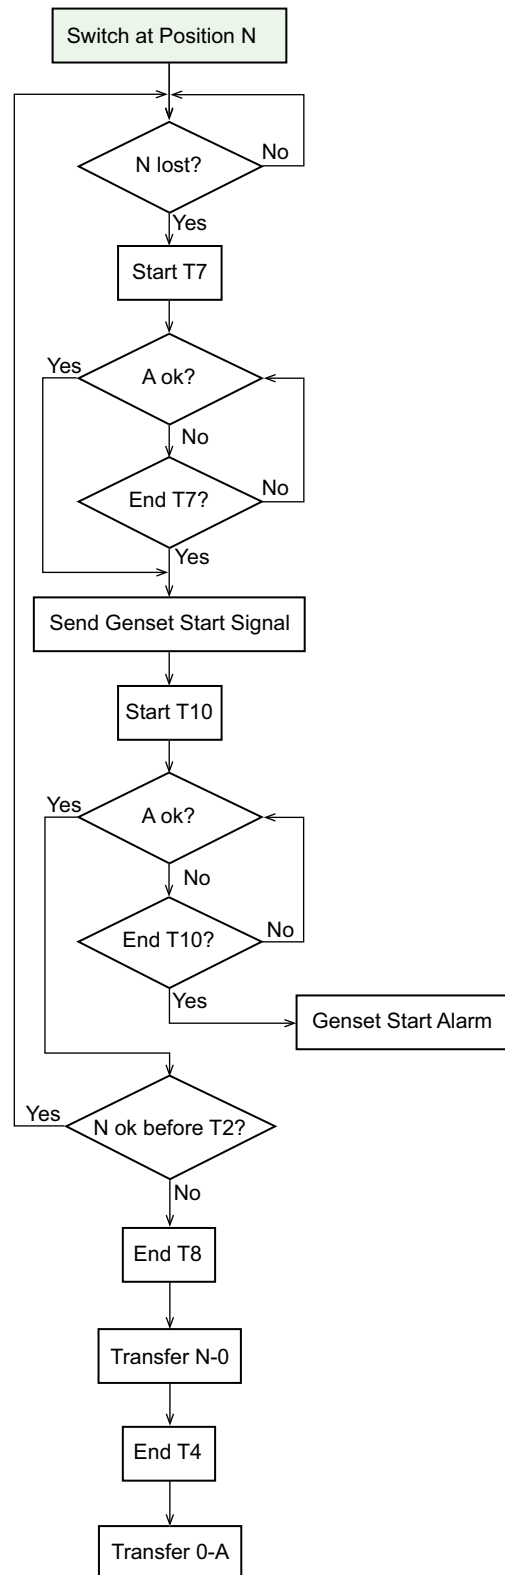 Switch at Position N
N lost?
No
Yes
Start T7
Yes
A ok?
No
End T7?
No
Yes
Send Genset Start Signal
Start T10
Yes
A ok?
No
End T10?
No
Yes
Genset Start Alarm
Yes
N ok before T2?
No
End T8
Transfer N-0
End T4
Transfer 0-A